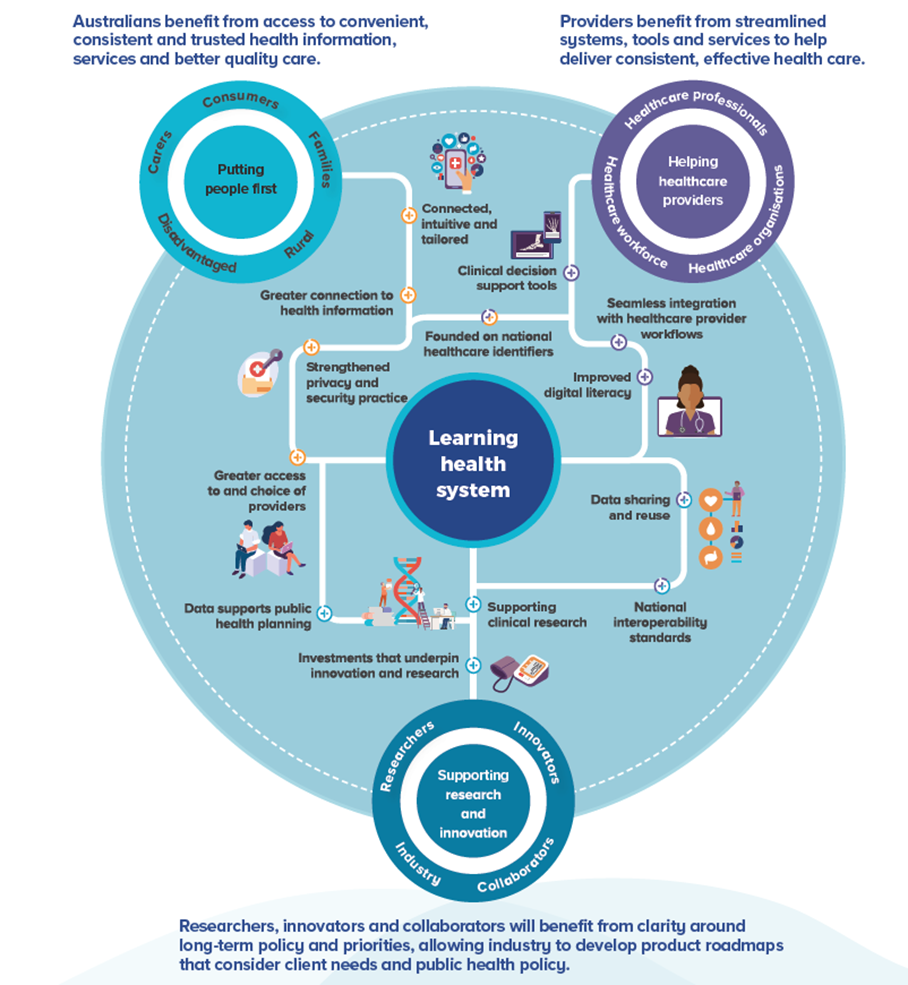 Australians benefit from access to convenient,
consistent and trusted health information,
services and better quality care.
Providers benefit from streamlined
systems, tools and services to help
deliver consistent, effective health care.
Consumers
Carers
Families
Disadvantaged
Rural
Putting
people first
Healthcare professionals
Healthcare workforce
Healthcare organisations
Helping
healthcare
providers
Connected,
intuitive and
tailored
Clinical decision
support tools
Greater connection to
health information
Seamless integration
with healthcare provider
workflows
Founded on national
healthcare identifiers
Strengthened
privacy and
security practice
Improved
digital literacy
Learning
health
system
Greater access
to and choice of
providers
Data sharing
and reuse
Data supports public
health planning
Supporting
clinical research
National
interoperability
standards
Investments that underpin
innovation and research
Researchers
Innovators
Industry
Collaborators
Supporting
research
and
innovation
Researchers, innovators and collaborators will benefit from clarity around
long-term policy and priorities, allowing industry to develop product roadmaps
that consider client needs and public health policy.